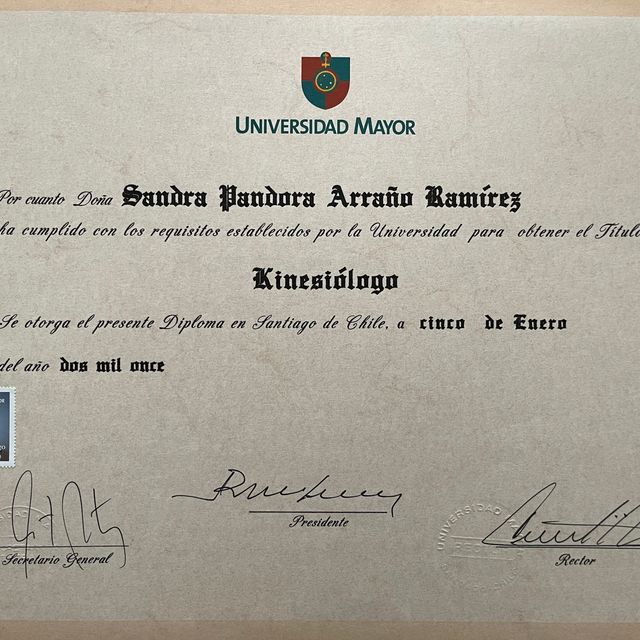 UNIVERSIDAD MAYOR
Por cuanto Doña Sandra Pandora Arraño Ramírez
ha cumplido con los requisitos establecidos por la Universidad para obtener el Título
Kinesiólogo
Se otorga el presente Diploma en Santiago de Chile, a cinco de Enero
del año dos mil once
Secretario General
Presidente
UNIVERSIDAD
Rector